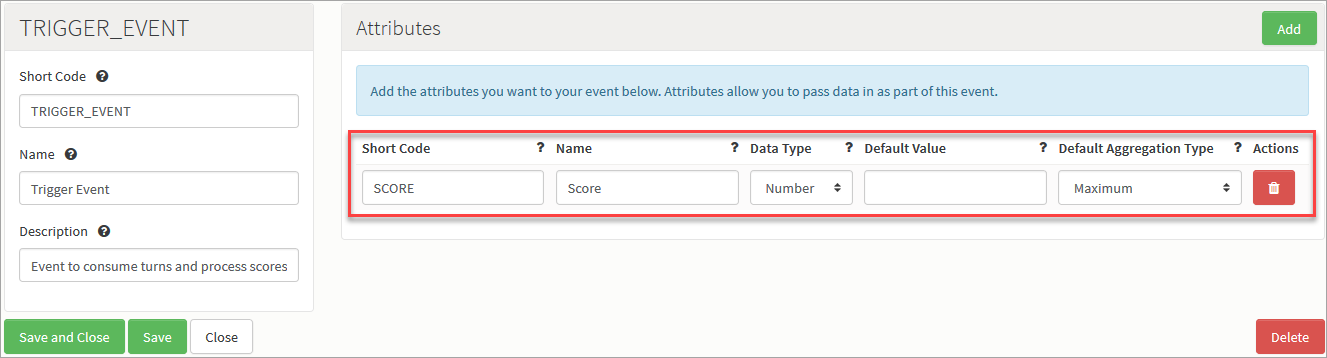 TRIGGER_EVENT
Short Code ?
TRIGGER_EVENT
Name ?
Trigger Event
Description ?
Event to consume turns and process scores
Save and Close Save Close
Attributes Add
Add the attributes you want to your event below. Attributes allow you to pass data in as part of this event.
Short Code ? Name ? Data Type ? Default Value ? Default Aggregation Type ? Actions
SCORE Score Number Maximum
Delete